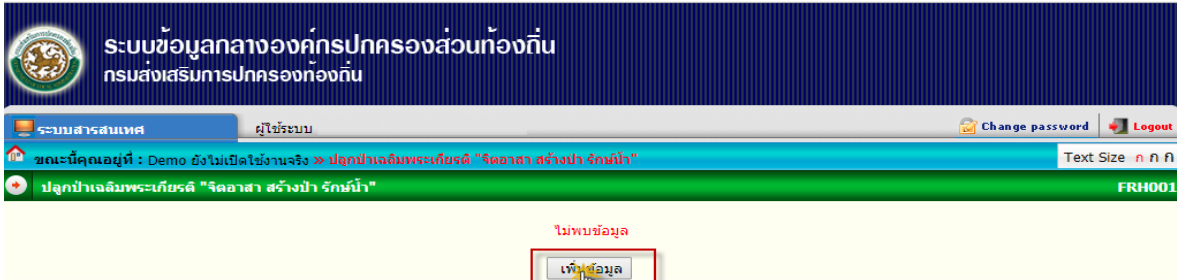 ระบบข้อมูลกลางองค์กรปกครองส่วนท้องถิ่น
กรมส่งเสริมการปกครองท้องถิ่น
ระบบสารสนเทศ ผู้ใช้ระบบ Change password Logout
ขณะนี้คุณอยู่ที่ : Demo ยังไม่เปิดใช้งานจริง » ปลูกป่าเฉลิมพระเกียรติ "จิตอาสา สร้างป่า รักษ์น้ำ" Text Size ก ก ก
ปลูกป่าเฉลิมพระเกียรติ "จิตอาสา สร้างป่า รักษ์น้ำ" FRH001
ไม่พบข้อมูล
เพิ่มข้อมูล